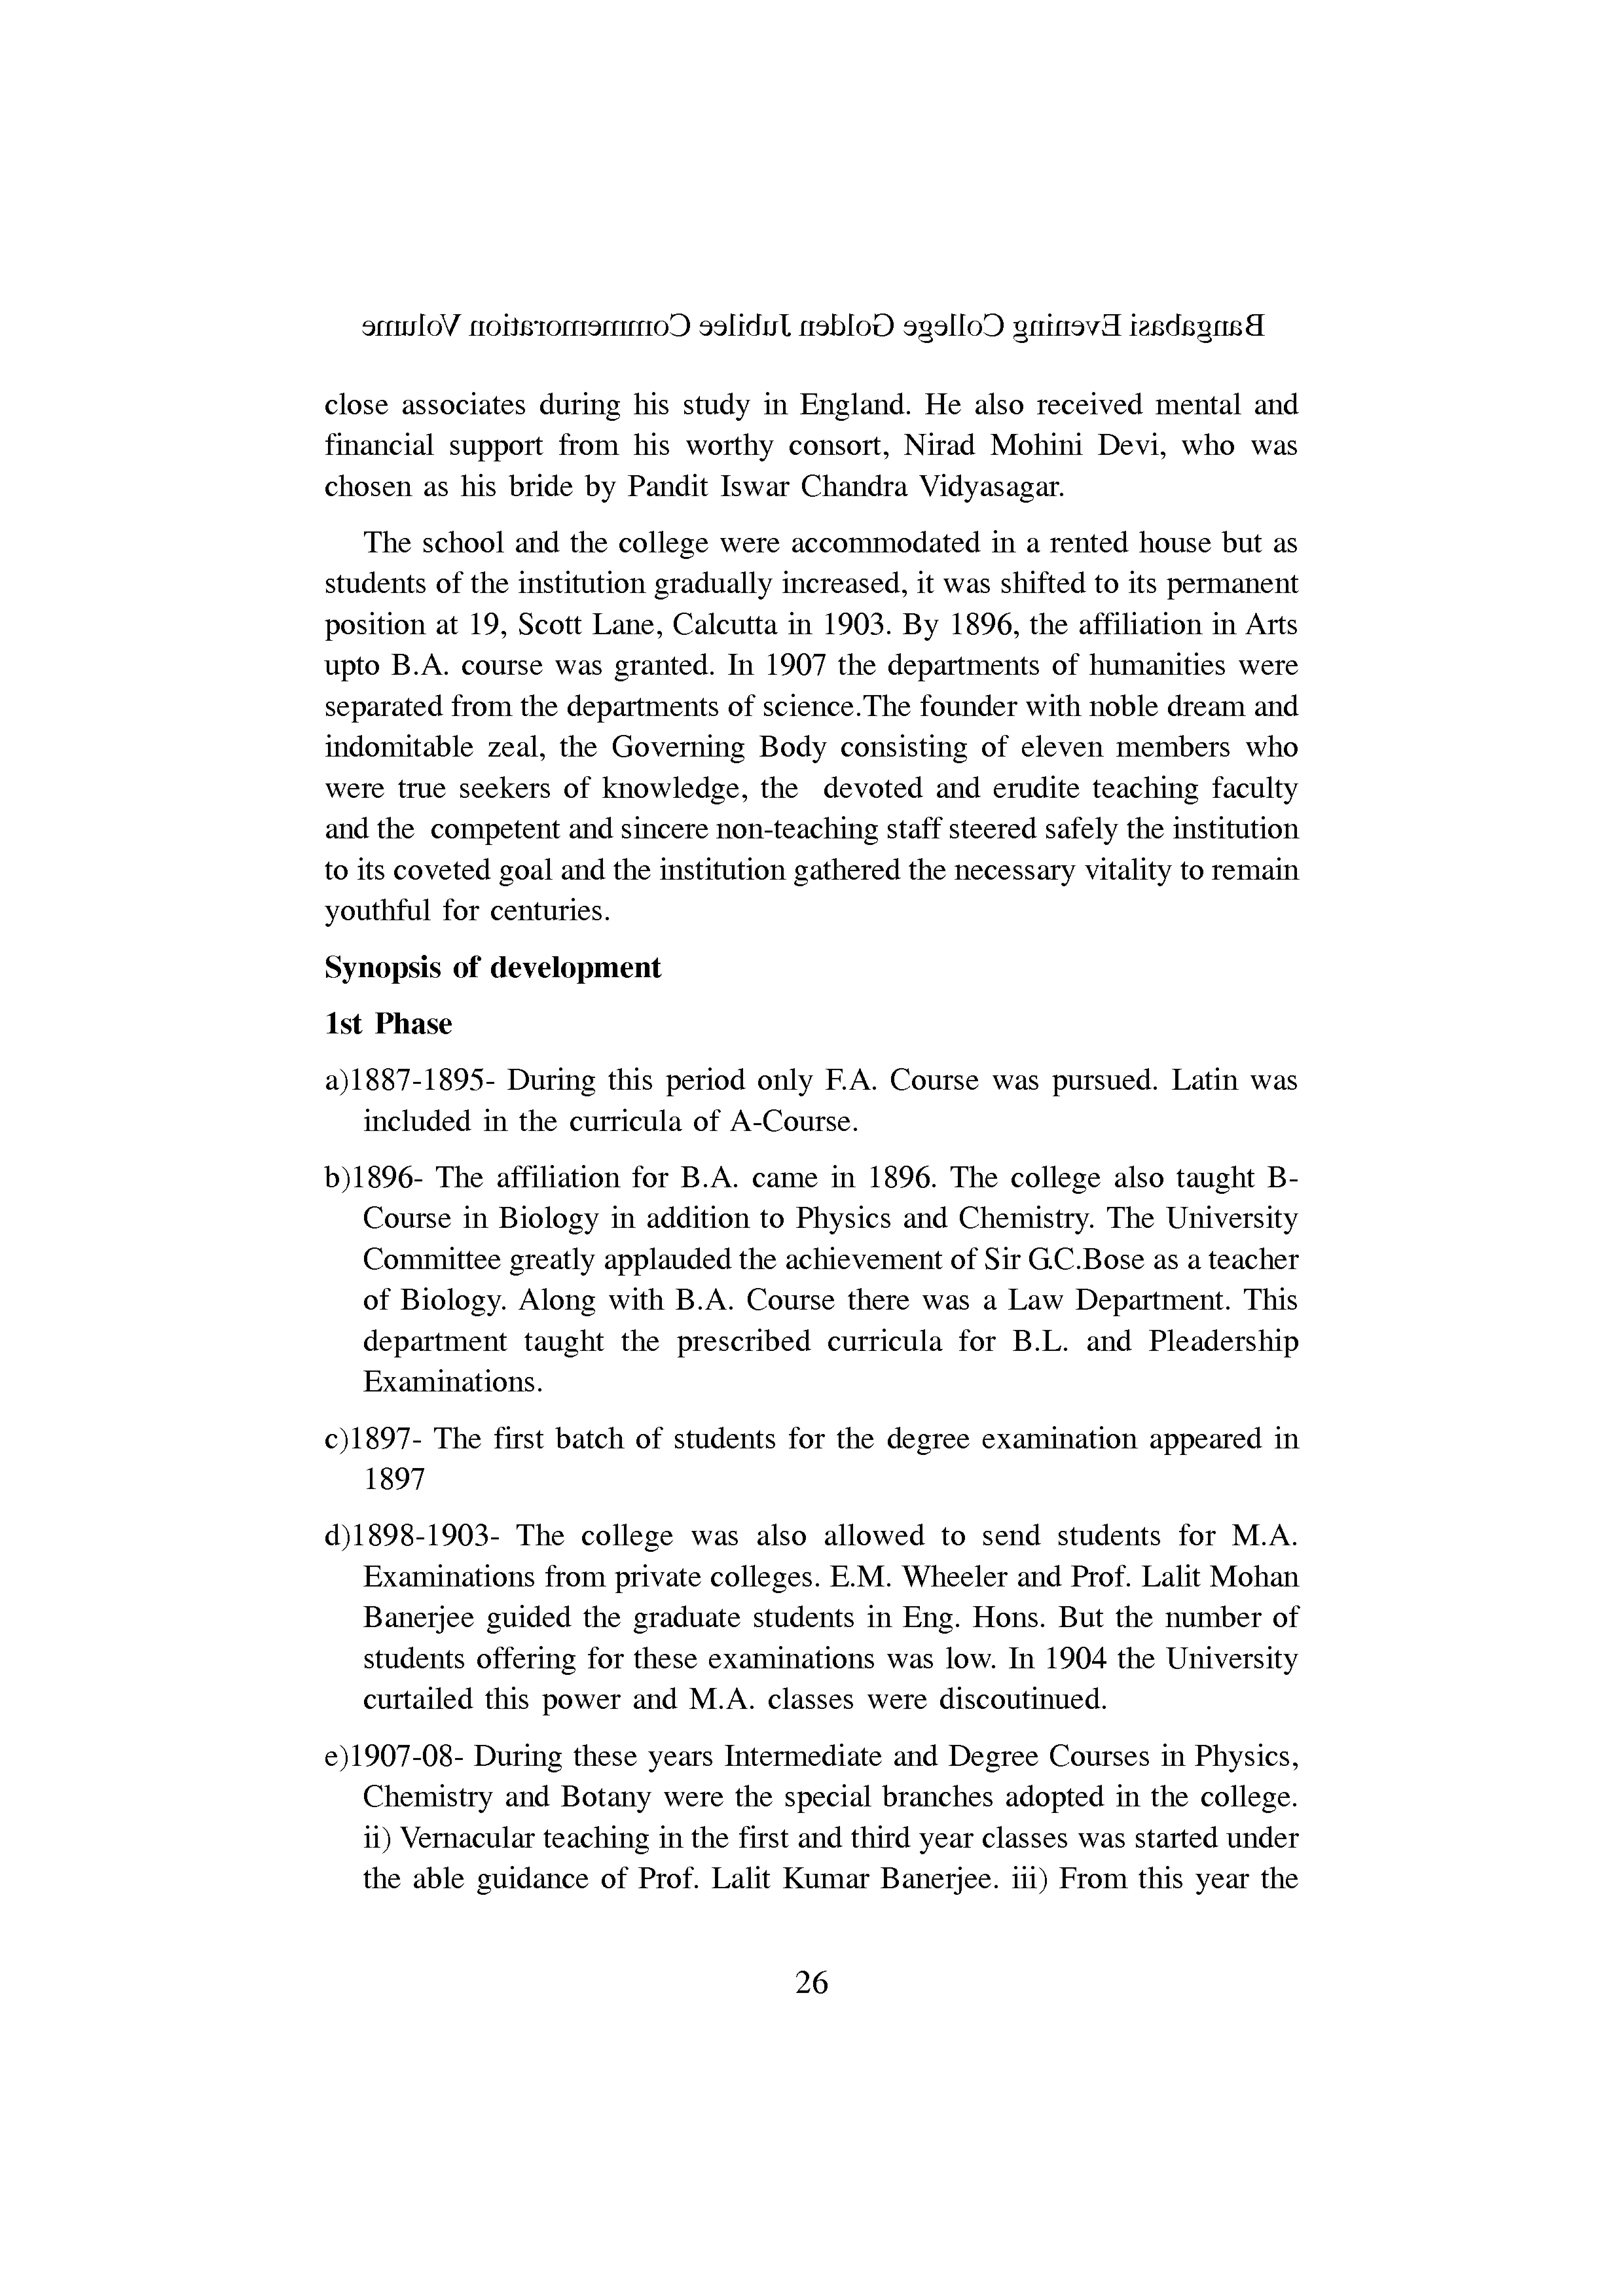 Bangabasi Evening College Golden Jubilee Commemoration Volume
close associates during his study in England. He also received mental and
financial support from his worthy consort, Nirad Mohini Devi, who was
chosen as his bride by Pandit Iswar Chandra Vidyasagar.
The school and the college were accommodated in a rented house but as
students of the institution gradually increased, it was shifted to its permanent
position at 19, Scott Lane, Calcutta in 1903. By 1896, the affiliation in Arts
upto B.A. course was granted. In 1907 the departments of humanities were
separated from the departments of science.The founder with noble dream and
indomitable zeal, the Governing Body consisting of eleven members who
were true seekers of knowledge, the devoted and erudite teaching faculty
and the competent and sincere non-teaching staff steered safely the institution
to its coveted goal and the institution gathered the necessary vitality to remain
youthful for centuries.
Synopsis of development
1st Phase
a)1887-1895- During this period only F.A. Course was pursued. Latin was
included in the curricula of A-Course.
b)1896- The affiliation for B.A. came in 1896. The college also taught B-
Course in Biology in addition to Physics and Chemistry. The University
Committee greatly applauded the achievement of Sir G.C.Bose as a teacher
of Biology. Along with B.A. Course there was a Law Department. This
department taught the prescribed curricula for B.L. and Pleadership
Examinations.
c)1897- The first batch of students for the degree examination appeared in
1897
d)1898-1903- The college was also allowed to send students for M.A.
Examinations from private colleges. E.M. Wheeler and Prof. Lalit Mohan
Banerjee guided the graduate students in Eng. Hons. But the number of
students offering for these examinations was low. In 1904 the University
curtailed this power and M.A. classes were discoutinued.
e)1907-08- During these years Intermediate and Degree Courses in Physics,
Chemistry and Botany were the special branches adopted in the college.
ii) Vernacular teaching in the first and third year classes was started under
the able guidance of Prof. Lalit Kumar Banerjee. iii) From this year the
26